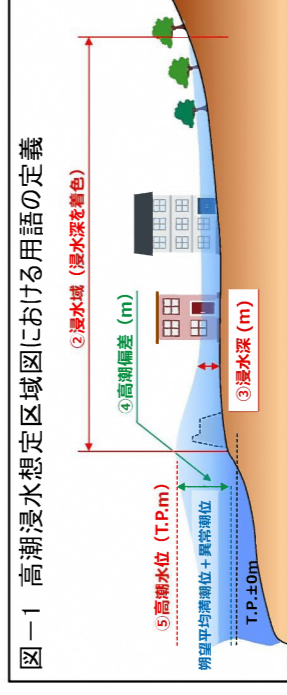 図－1 高潮浸水想定区域図における用語の定義
②浸水域（浸水深を着色）
④高潮偏差（m）
⑤高潮水位（T.P.m）
朔望平均満潮位＋異常潮位
③浸水深（m）
T.P.±0m